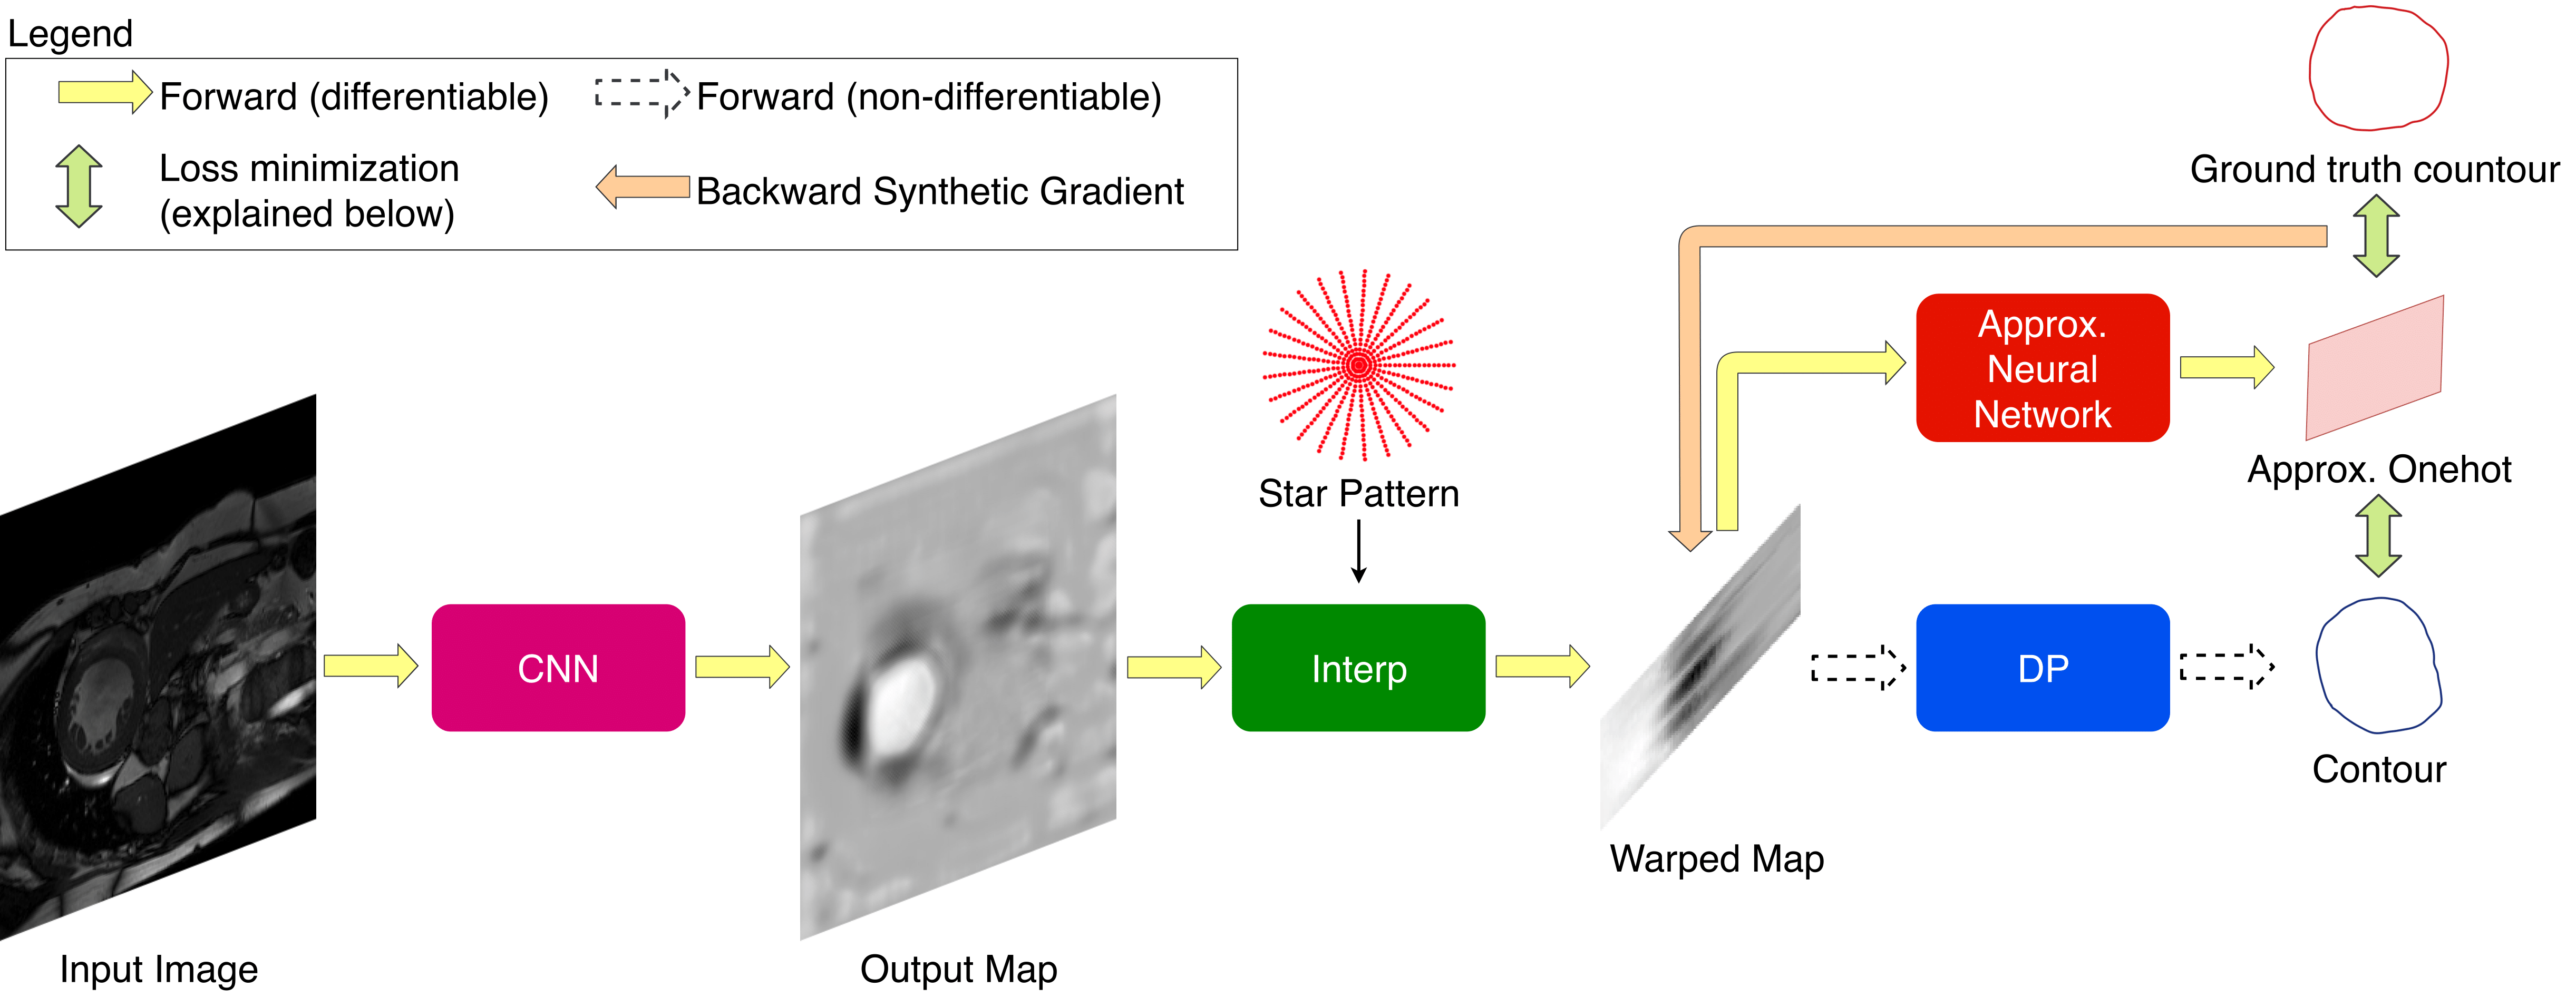 Legend
Forward (differentiable)
Forward (non-differentiable)
Loss minimization
(explained below)
Backward Synthetic Gradient
Ground truth countour
Approx.
Neural
Network
Star Pattern
Approx. Onehot
CNN
Interp
DP
Contour
Warped Map
Input Image
Output Map